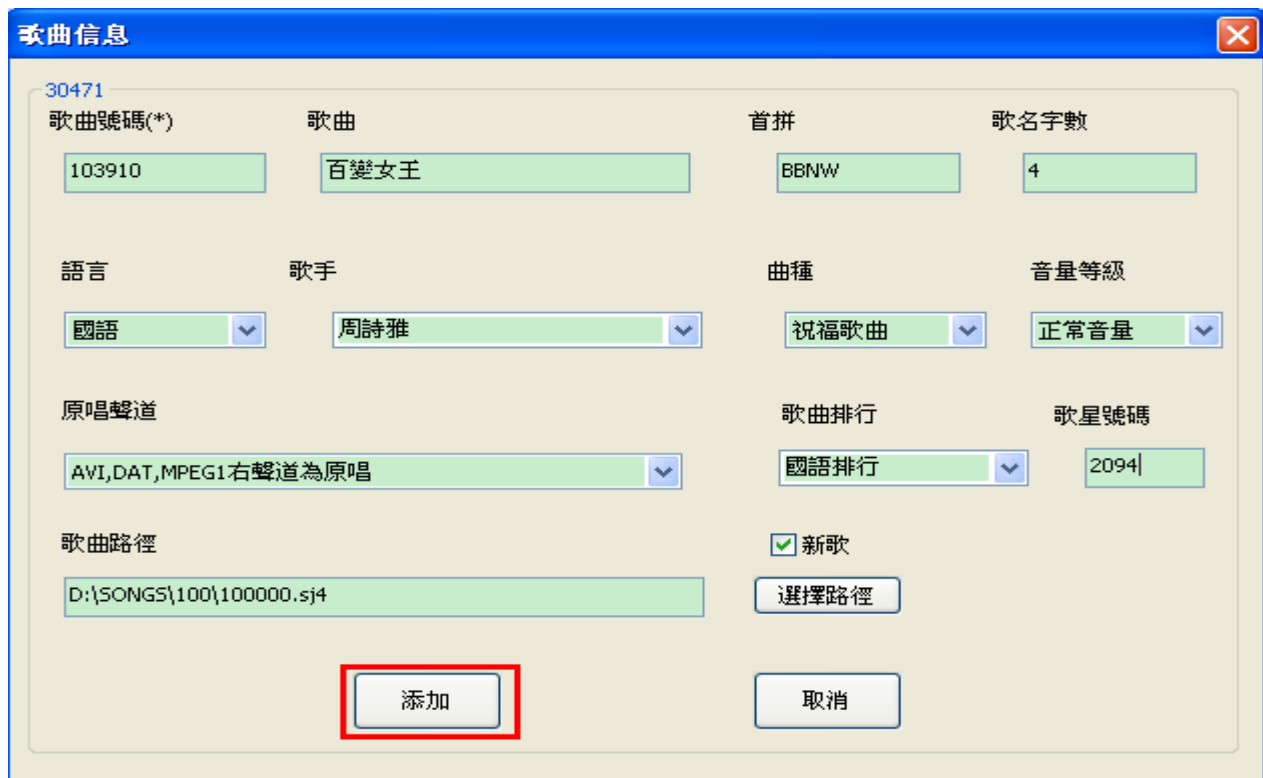 歌曲信息
30471
歌曲號碼(*) 歌曲 首拼 歌名字數
103910 百變女王 BBNW 4
語言 歌手 曲種 音量等級
國語 周詩雅 祝福歌曲 正常音量
原唱聲道 歌曲排行 歌星號碼
AVI,DAT,MPEG1右聲道為原唱 國語排行 2094
歌曲路徑 新歌
D:\SONGS\100\100000.sj4 選擇路徑
添加 取消